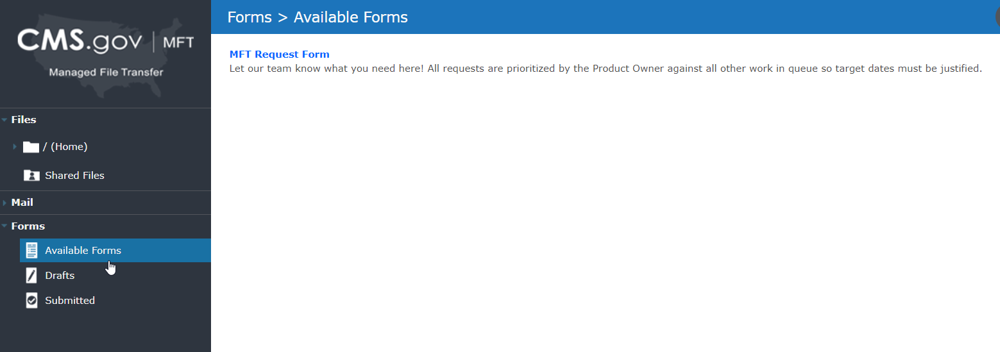 CMS.gov | MFT
Managed File Transfer
Files
/ (Home)
Shared Files
Mail
Forms
Available Forms
Drafts
Submitted
Forms > Available Forms
MFT Request Form
Let our team know what you need here! All requests are prioritized by the Product Owner against all other work in queue so target dates must be justified.